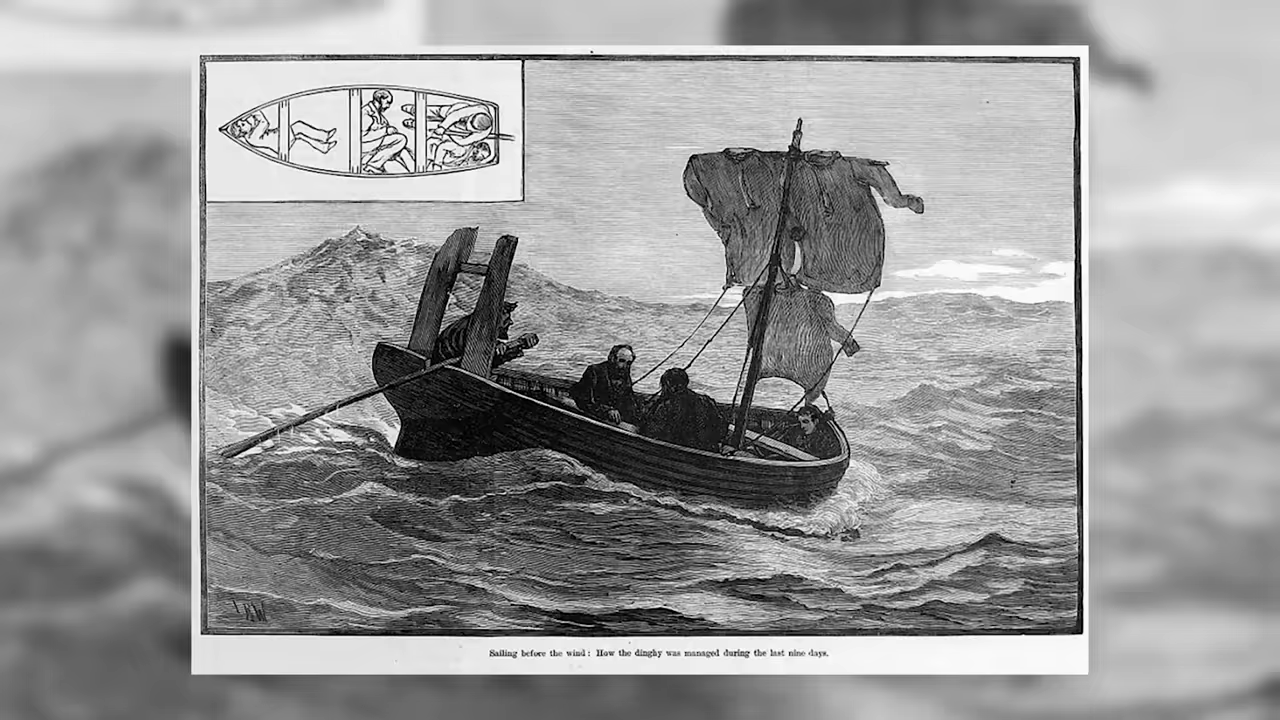 Sailing before the wind : How the dinghy was managed during the last nine days.